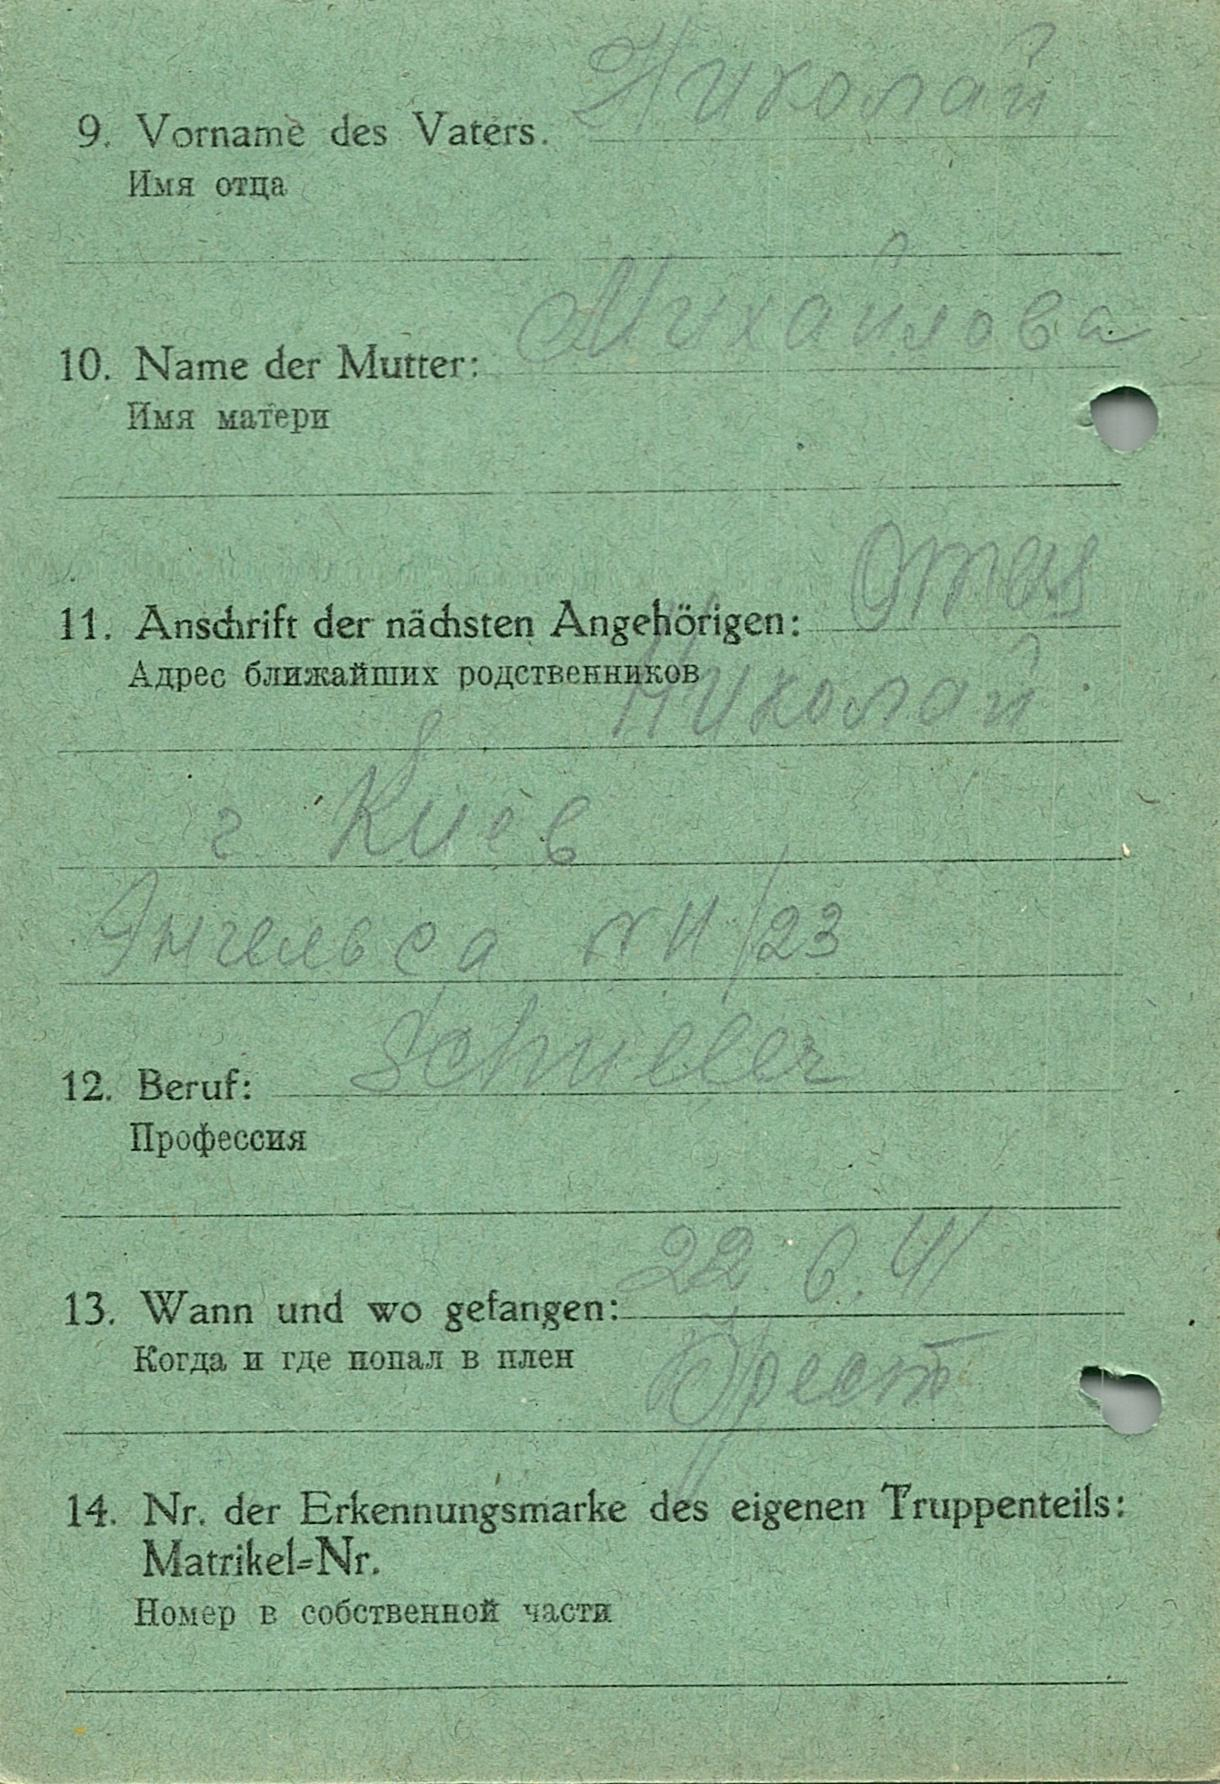 Николай
9. Vorname des Vaters.
Имя отца
Михайлова
10. Name der Mutter:
Имя матери
Отец
11. Anschrift der nächsten Angehörigen:
Адрес ближайших родственников
Николай
г Киев
Энгельса N 11/23
Schueler
12. Beruf:
Профессия
22 6. 41
13. Wann und wo gefangen:
Когда и где попал в плен
Брест
14. Nr. der Erkennungsmarke des eigenen Truppenteils:
Matrikel-Nr.
Номер в собственной части